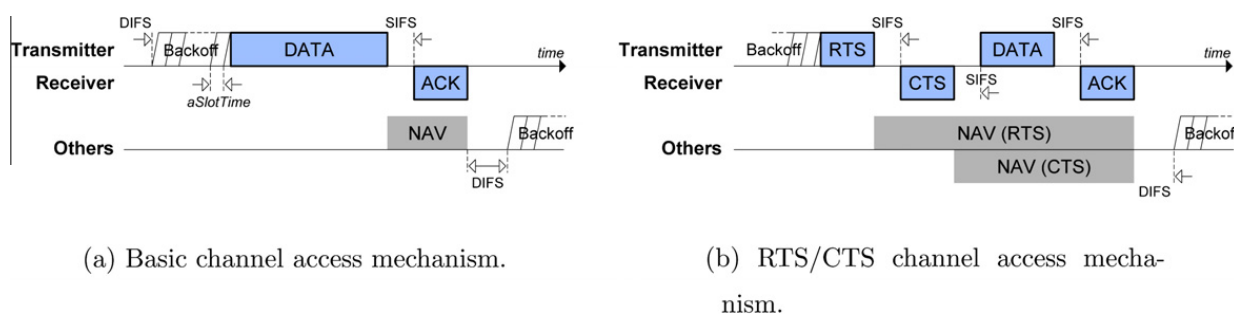 DIFS
SIFS
Transmitter
Backoff
DATA
time
Receiver
ACK
aSlotTime
Others
NAV
Backoff
DIFS
(a) Basic channel access mechanism.
SIFS
SIFS
Transmitter
Backoff
RTS
DATA
time
Receiver
CTS
SIFS
ACK
Others
NAV (RTS)
Backof
NAV (CTS)
DIFS
(b) RTS/CTS channel access mecha-
nism.